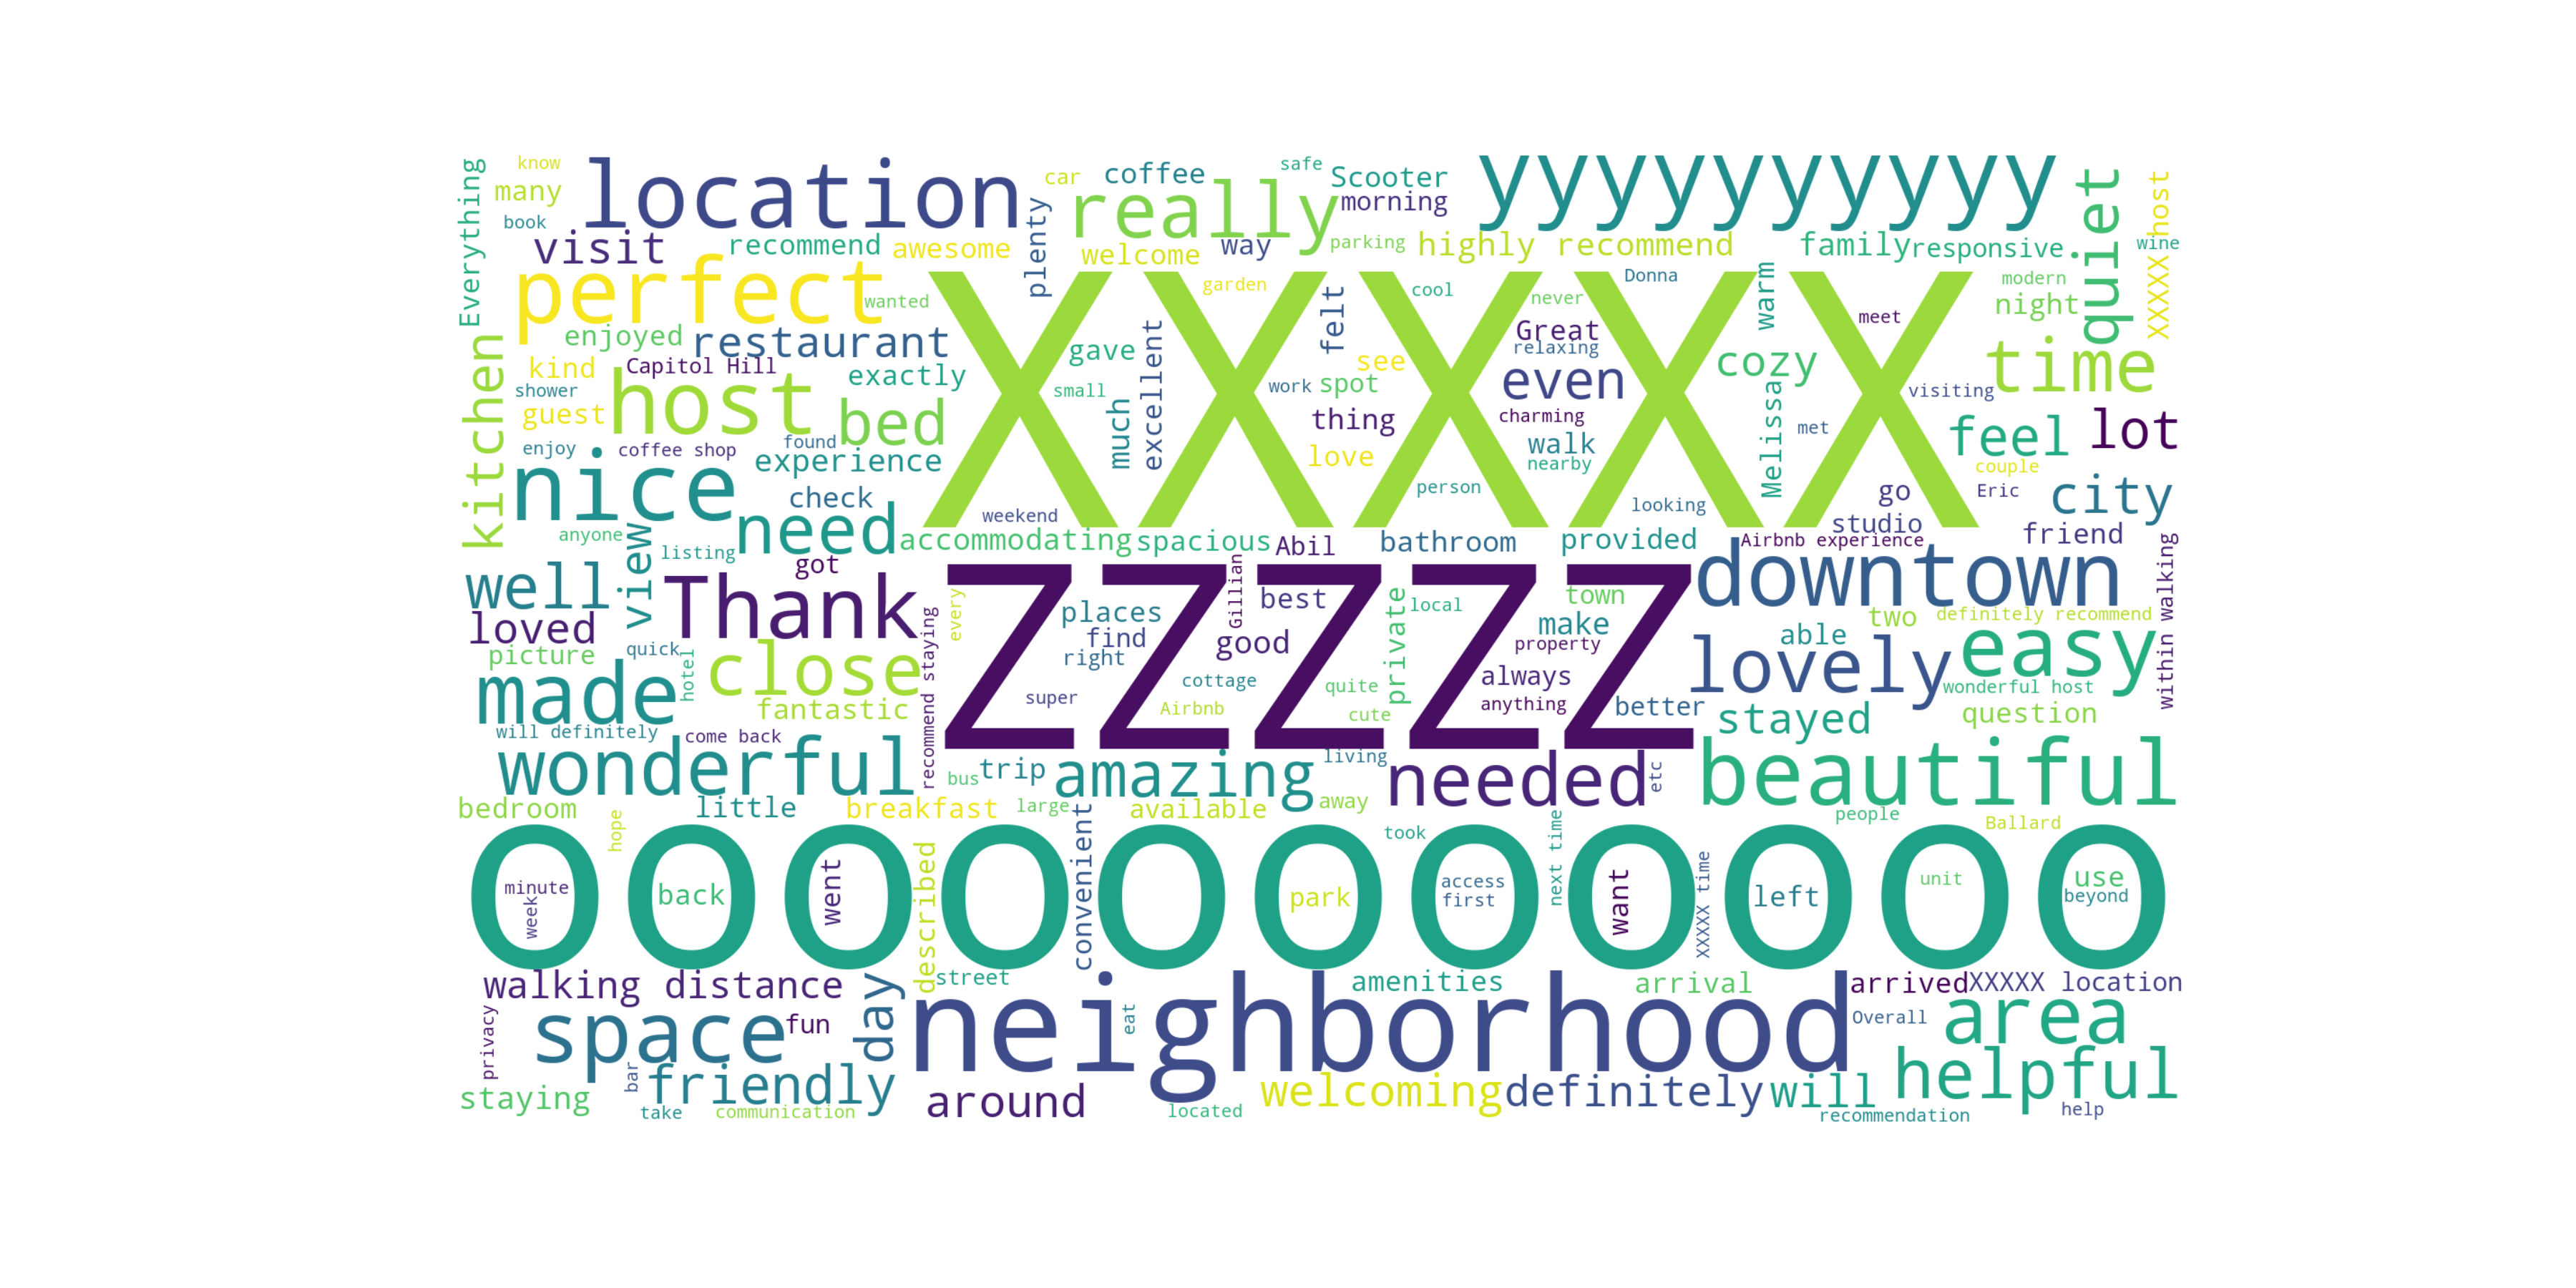 know
many
book
Everything
location
visit
recommend
awesome
car
coffee
plenty
really
welcome
way
safe
Scooter
morning
parking
yyyyyyyyyy
highly recommend
family
responsive
quiet
host
wine
XXXXX host
perfect
wanted
enjoyed
restaurant
kind
Capitol Hill
shower
guest
host
exactly
bed
enjoy
coffee shop
found
experience
kitchen
nice
check
need
anyone
listing
view
got
XXXXX
garden
felt
cool
never
Donna
warm
modern
night
meet
gave
excellent
small
much
see
work
spot
thing
love
Great
relaxing
even
charming
walk
nearby
person
cozy
Melissa
met
visiting
time
feel
lot
couple
go
Eric
city
looking
studio
friend
weekend
accommodating
spacious
Abil
bathroom
provided
Airbnb experience
downtown
within walking
well
loved
picture
quick
Thank
close
hotel
made
fantastic
will definitely
come back
wonderful
recommend staying
every
ZZZZZ
places
find
right
Gillian
best
good
private
local
town
make
property
super
cottage
Airbnb
quite
cute
always
anything
better
able
two
definitely recommend
lovely
easy
wonderful host
stayed
question
bus
trip
amazing
living
needed
etc
beautiful
bedroom
hope
little
breakfast
large
convenient
available
away
took
next time
people
Ballard
OOOOOOOOOOO
minute
week
back
went
described
park
access
first
want
XXXXX time
left
unit
use
beyond
walking distance
day
street
amenities
arrival
arrived
XXXXX location
privacy
space
fun
neighborhood
eat
Overall
area
bar
friendly
helpful
staying
take
communication
around
located
welcoming
definitely
will
recommendation
help